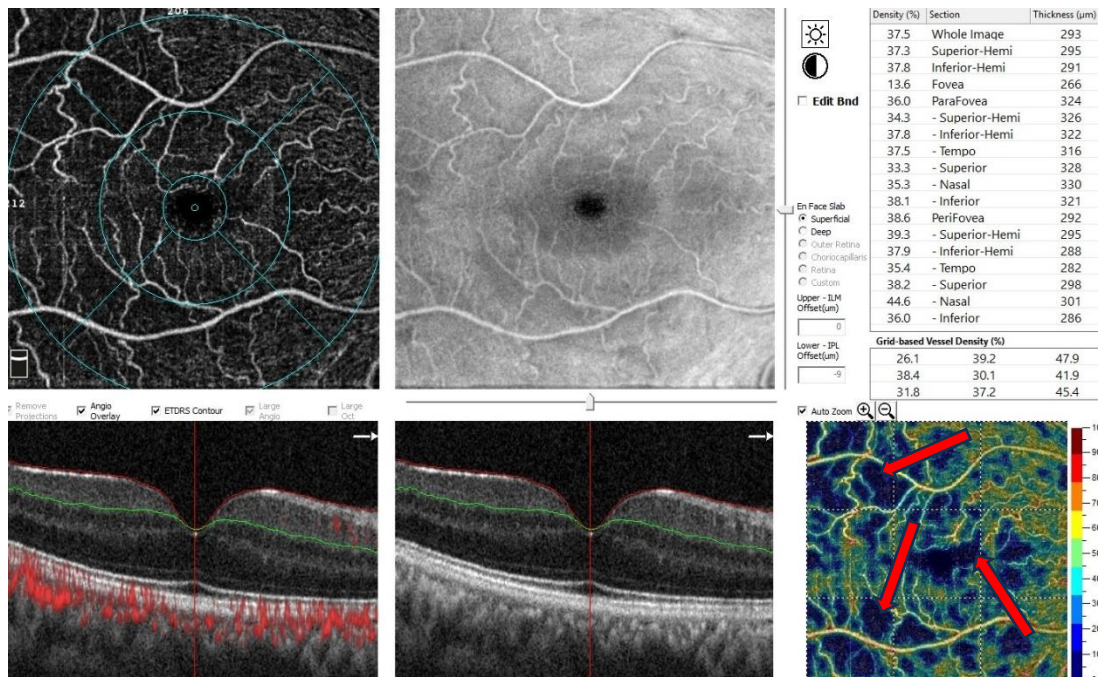 206
212
Edit Bnd
En Face Slab
Superficial
Deep
Outer Retina
Choriocapillaris
Retina
Custom
Upper - ILM
Offset(um)
0
Lower - IPL
Offset(um)
-9
Density (%) Section Thickness (µm)
37.5 Whole Image 293
37.3 Superior-Hemi 295
37.8 Inferior-Hemi 291
13.6 Fovea 266
36.0 ParaFovea 324
34.3 - Superior-Hemi 326
37.8 - Inferior-Hemi 322
37.5 - Tempo 316
33.3 - Superior 328
35.3 - Nasal 330
38.1 - Inferior 321
38.6 PeriFovea 292
39.3 - Superior-Hemi 295
37.9 - Inferior-Hemi 288
35.4 - Tempo 282
38.2 - Superior 298
44.6 - Nasal 301
36.0 - Inferior 286
Grid-based Vessel Density (%)
26.1 39.2 47.9
38.4 30.1 41.9
31.8 37.2 45.4
Remove
Projections
Angio
Overlay
ETDRS Contour
Large
Angio
Large
Oct
Auto Zoom